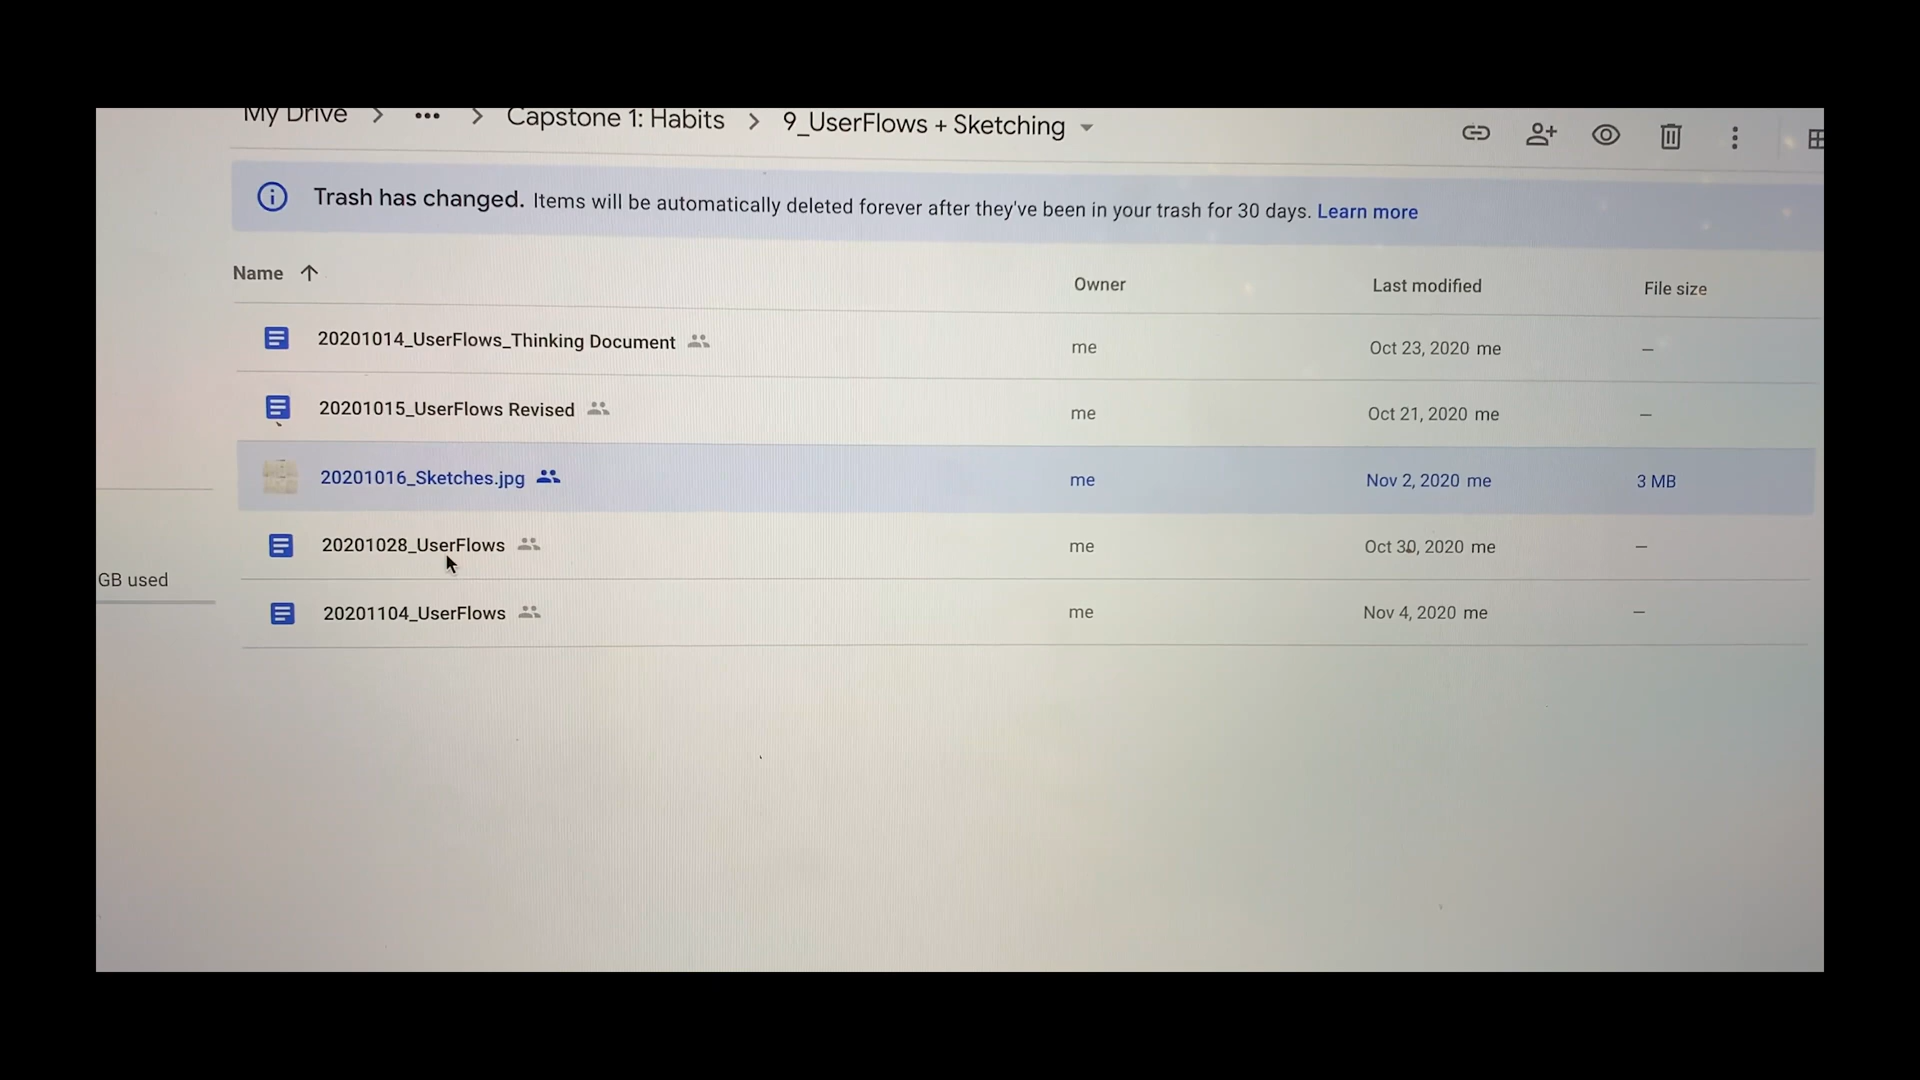 My Drive > ••• > Capstone 1: Habits > 9_UserFlows + Sketching
Trash has changed. Items will be automatically deleted forever after they've been in your trash for 30 days. Learn more
Name Owner Last modified File size
20201014_UserFlows_Thinking Document me Oct 23, 2020 me –
20201015_UserFlows Revised me Oct 21, 2020 me –
20201016_Sketches.jpg me Nov 2, 2020 me 3 MB
20201028_UserFlows me Oct 30, 2020 me –
GB used
20201104_UserFlows me Nov 4, 2020 me –